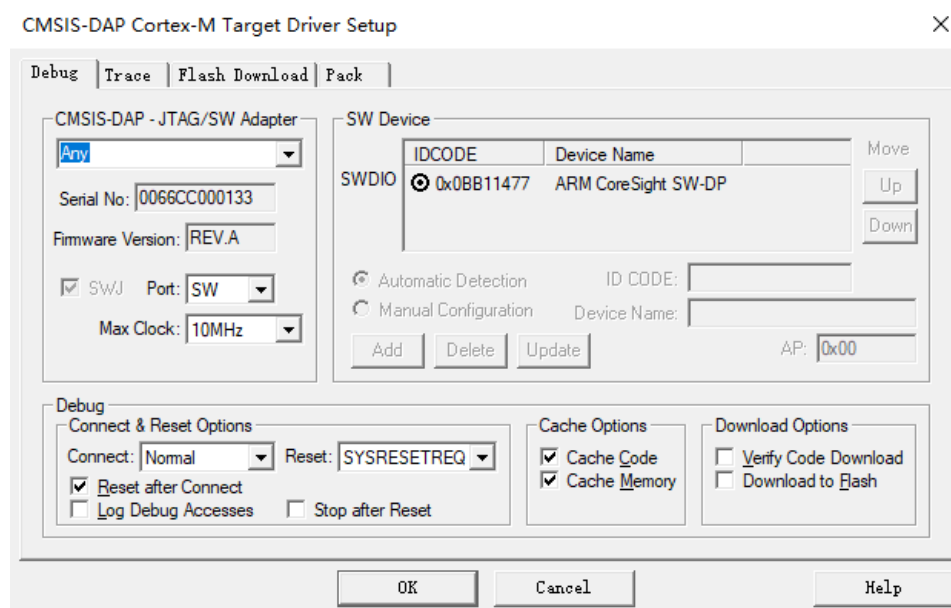 CMSIS-DAP Cortex-M Target Driver Setup
Debug Trace Flash Download Pack
CMSIS-DAP - JTAG/SW Adapter
Any
Serial No: 0066CC000133
Firmware Version: REV.A
SWJ Port: SW
Max Clock: 10MHz
SW Device
IDCODE Device Name
SWDIO 0x0BB11477 ARM CoreSight SW-DP
Move
Up
Down
Automatic Detection ID CODE:
Manual Configuration Device Name:
Add Delete Update AP: 0x00
Debug
Connect & Reset Options
Connect: Normal Reset: SYSRESETREQ
Reset after Connect
Log Debug Accesses Stop after Reset
Cache Options
Cache Code
Cache Memory
Download Options
Verify Code Download
Download to Flash
OK Cancel Help